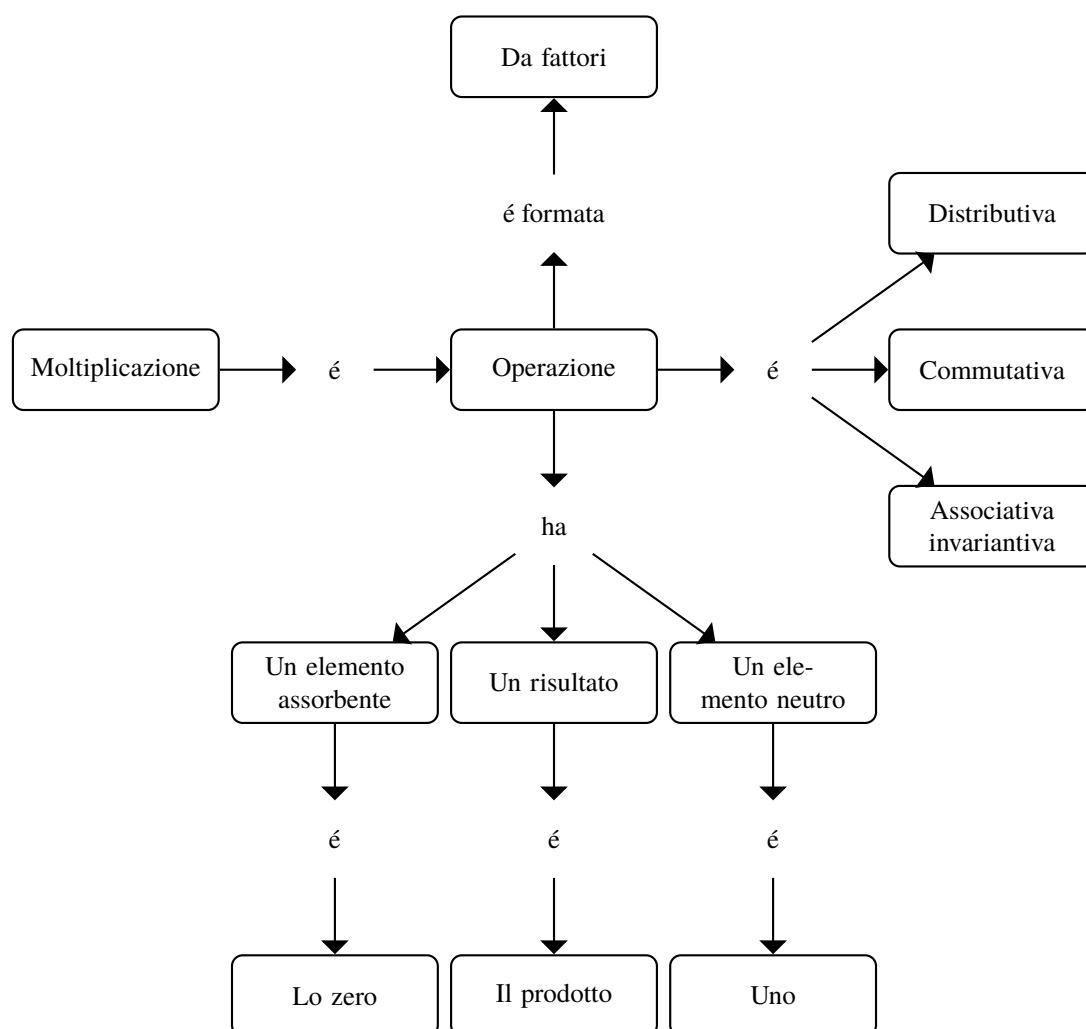 Da fattori
é formata
Distributiva
Moltiplicazione
é
Operazione
é
Commutativa
Associativa
invariantiva
ha
Un elemento
assorbente
Un risultato
Un ele-
mento neutro
é
é
é
Lo zero
Il prodotto
Uno